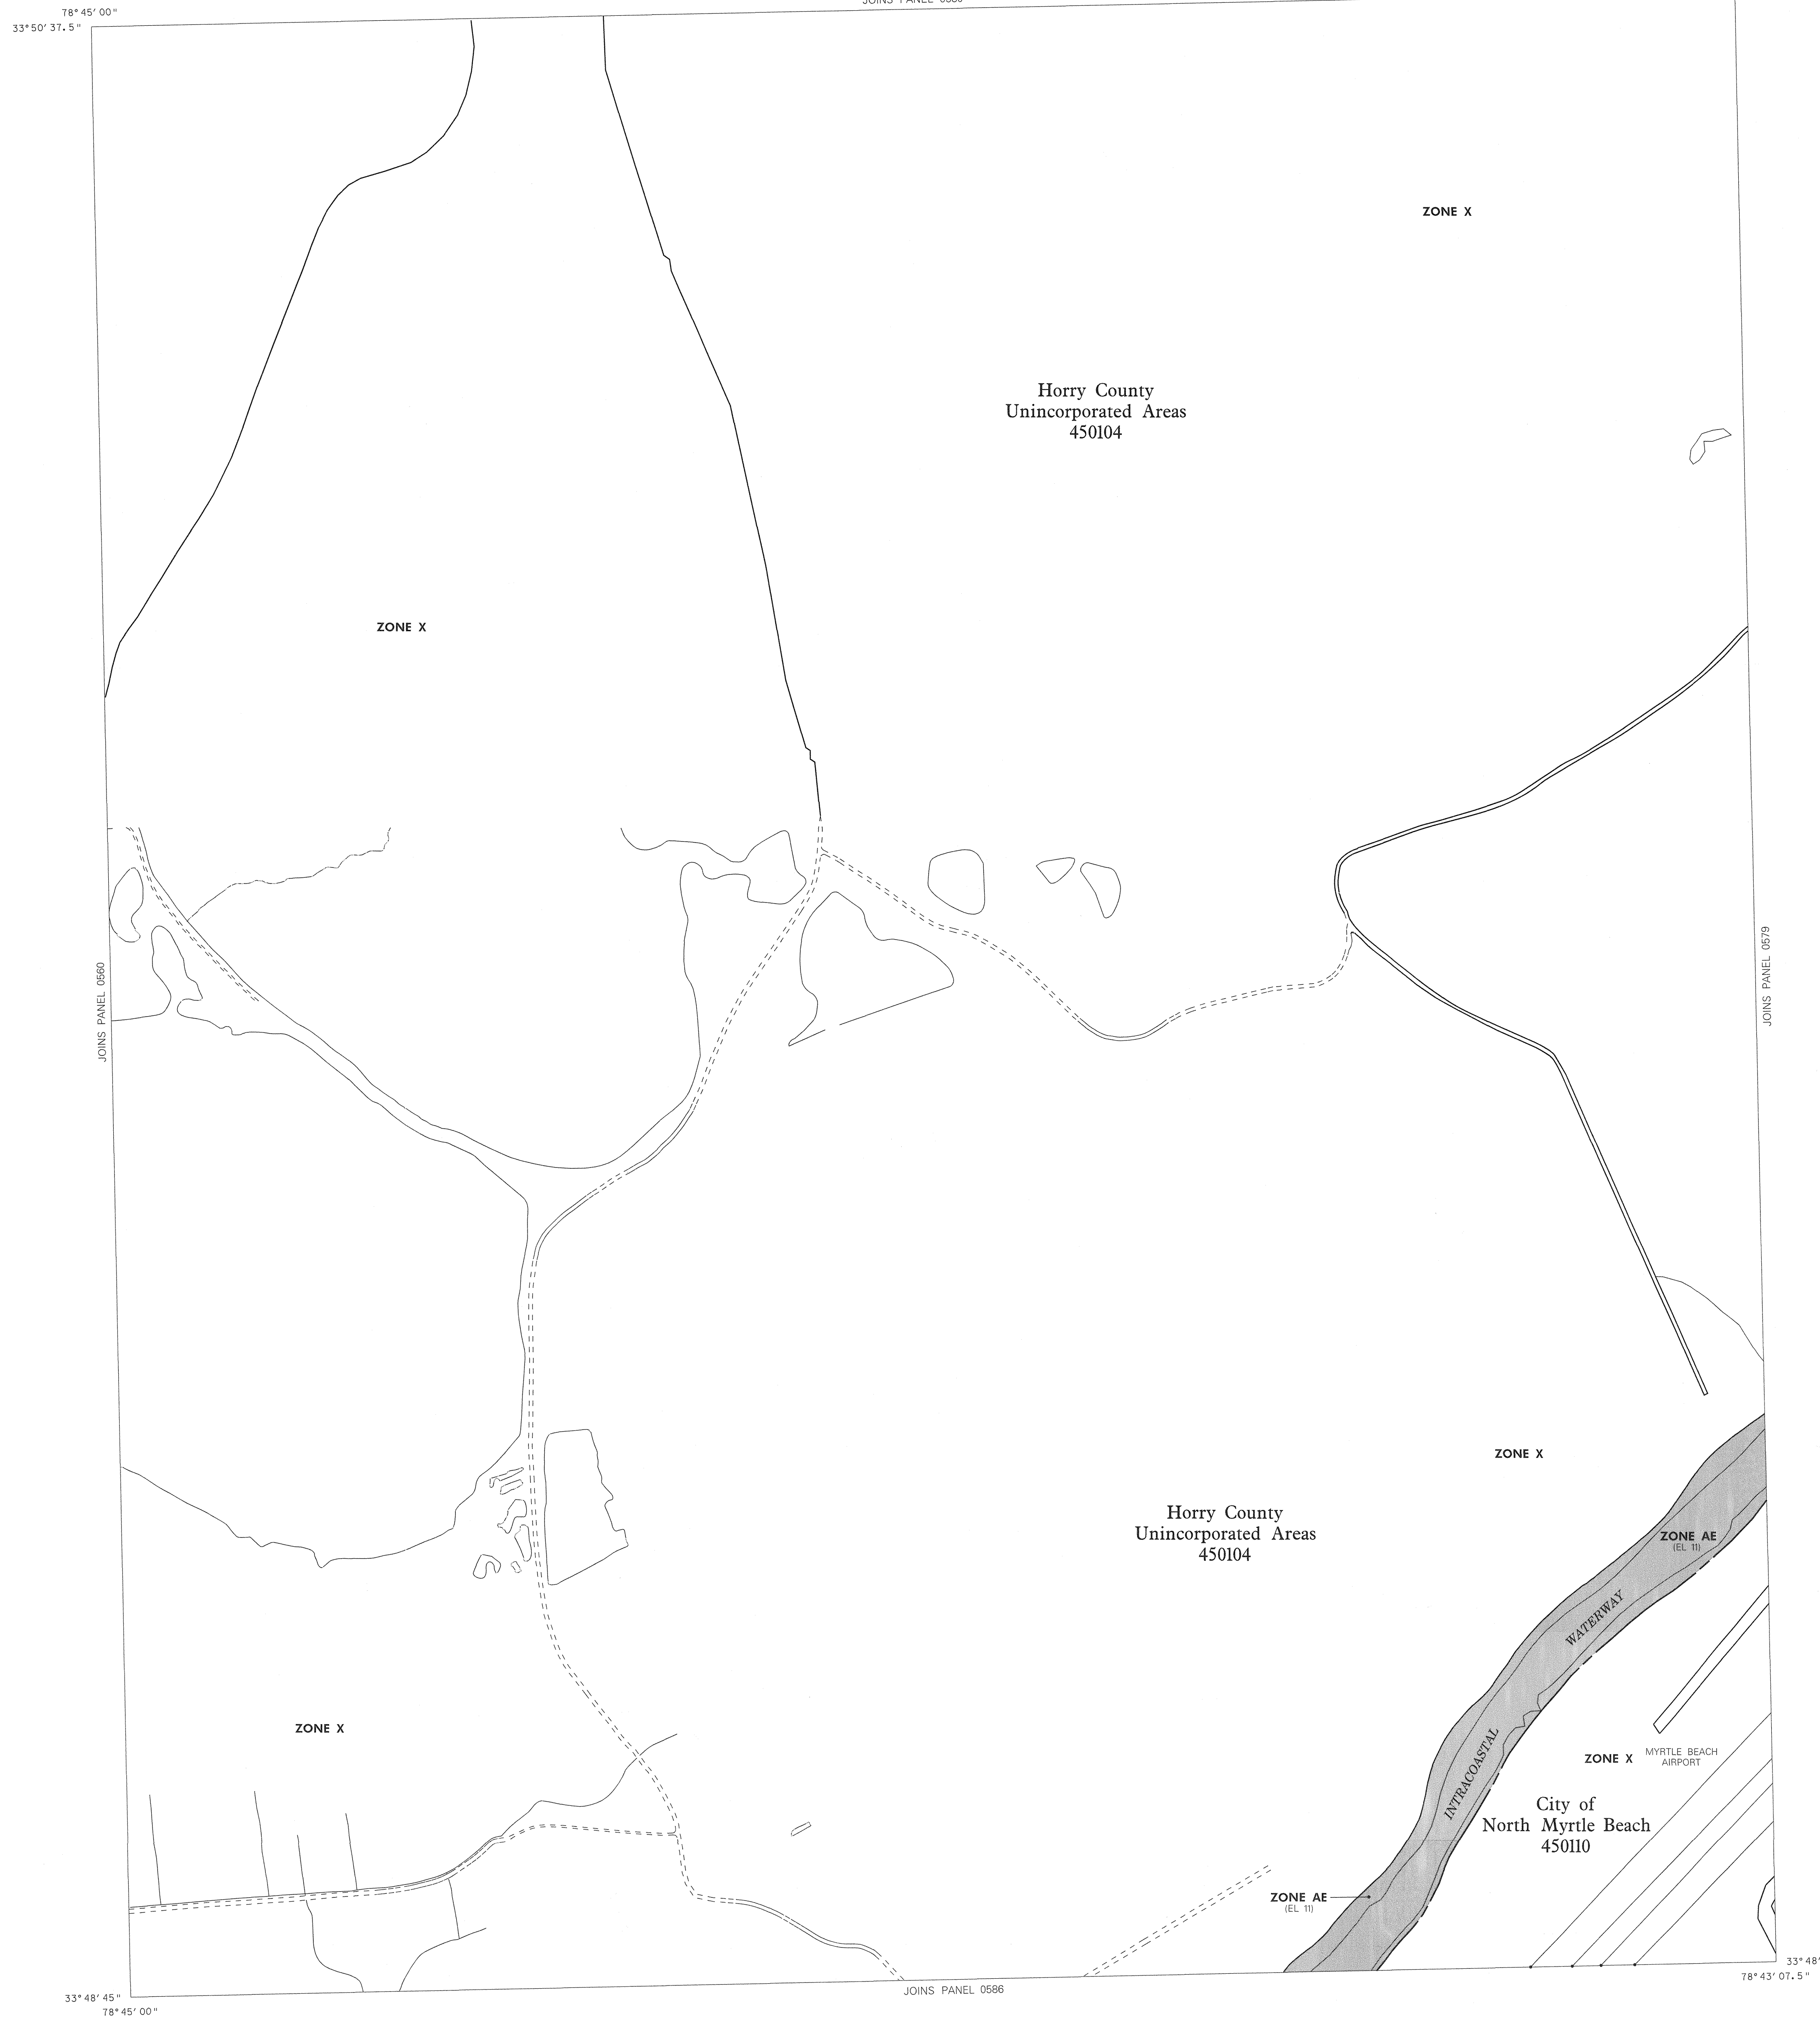 78°45'00"
33°50'37.5"
ZONE X
Horry County
Unincorporated Areas
450104
ZONE X
JOINS PANEL 0560
JOINS PANEL 0579
ZONE X
Horry County
Unincorporated Areas
450104
ZONE AE
(EL 11)
WATERWAY
INTRACOASTAL
ZONE X
ZONE X
MYRTLE BEACH
AIRPORT
City of
North Myrtle Beach
450110
ZONE AE
(EL 11)
33°48'
78°43'07.5"
JOINS PANEL 0586
33°48'45"
78°45'00"